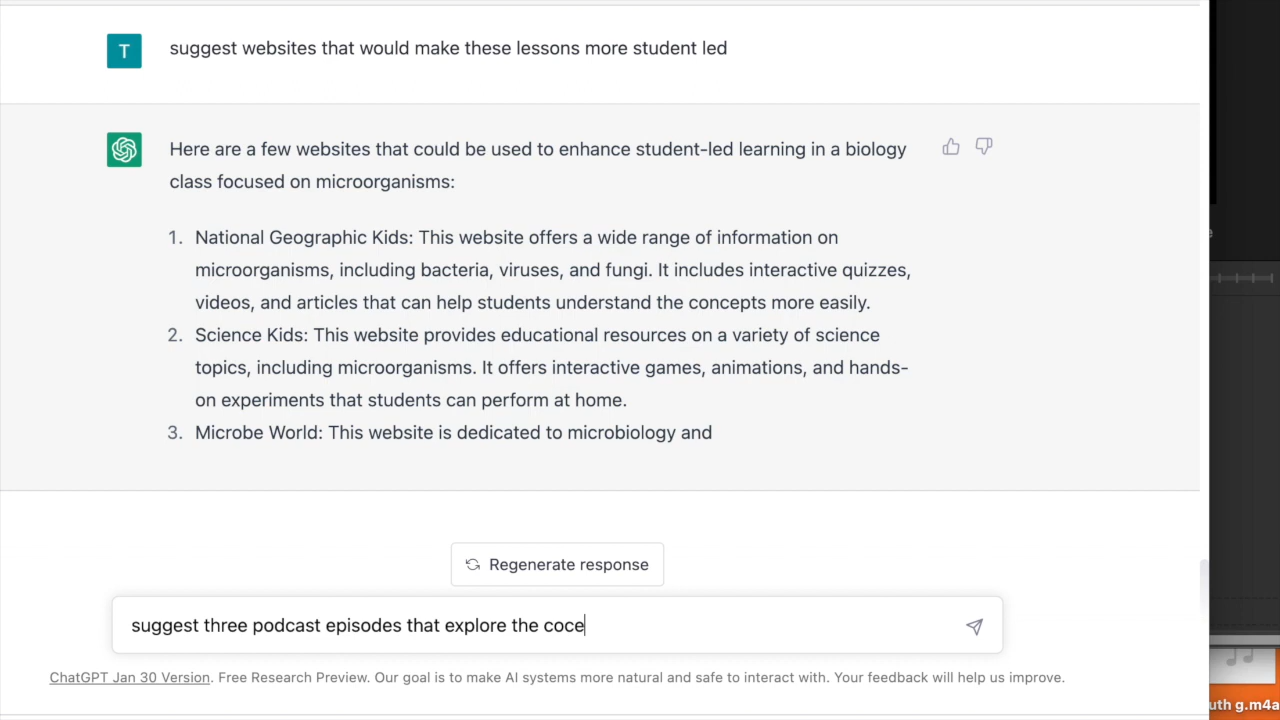 T
suggest websites that would make these lessons more student led
Here are a few websites that could be used to enhance student-led learning in a biology
class focused on microorganisms:
1. National Geographic Kids: This website offers a wide range of information on
microorganisms, including bacteria, viruses, and fungi. It includes interactive quizzes,
videos, and articles that can help students understand the concepts more easily.
2. Science Kids: This website provides educational resources on a variety of science
topics, including microorganisms. It offers interactive games, animations, and hands-
on experiments that students can perform at home.
3. Microbe World: This website is dedicated to microbiology and
Regenerate response
suggest three podcast episodes that explore the coce
ChatGPT Jan 30 Version. Free Research Preview. Our goal is to make AI systems more natural and safe to interact with. Your feedback will help us improve.
g.m4a